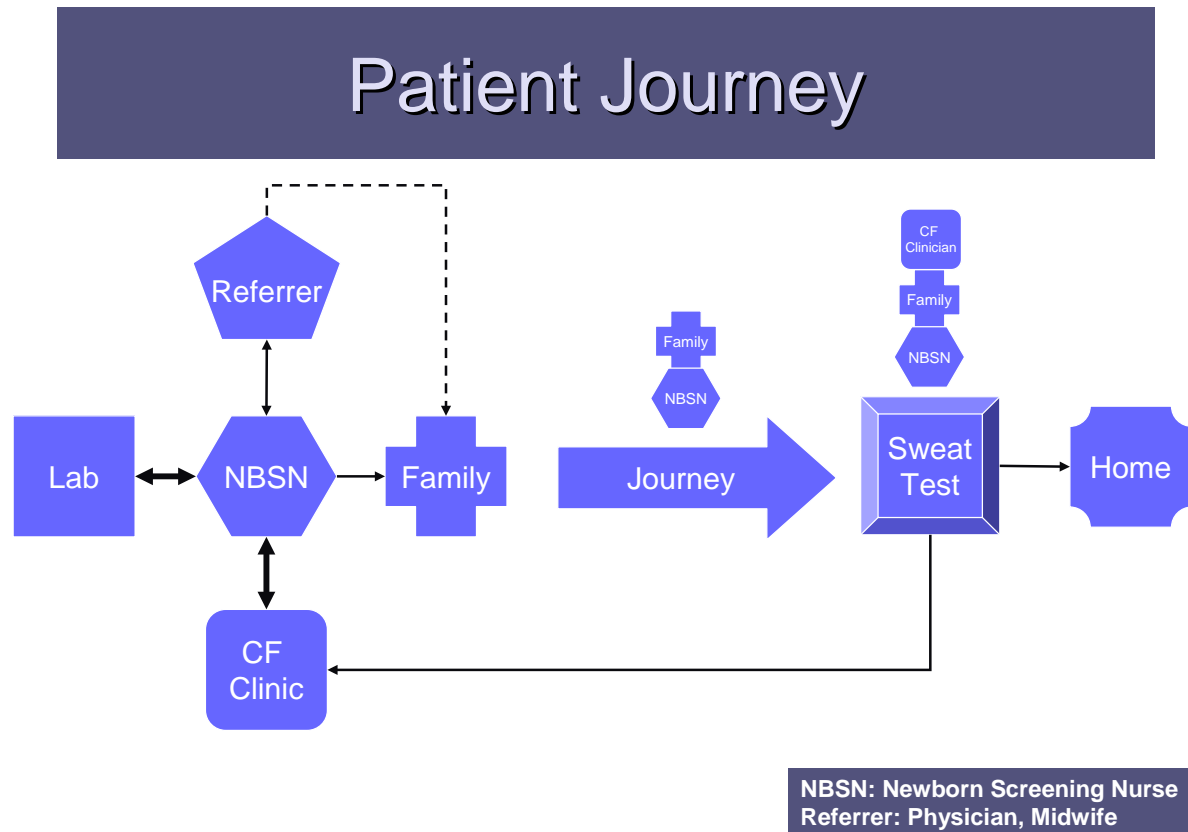 Patient Journey
Referrer
Lab
NBSN
Family
CF
Clinic
Family
NBSN
Journey
CF
Clinician
Family
NBSN
Sweat
Test
Home
NBSN: Newborn Screening Nurse
Referrer: Physician, Midwife